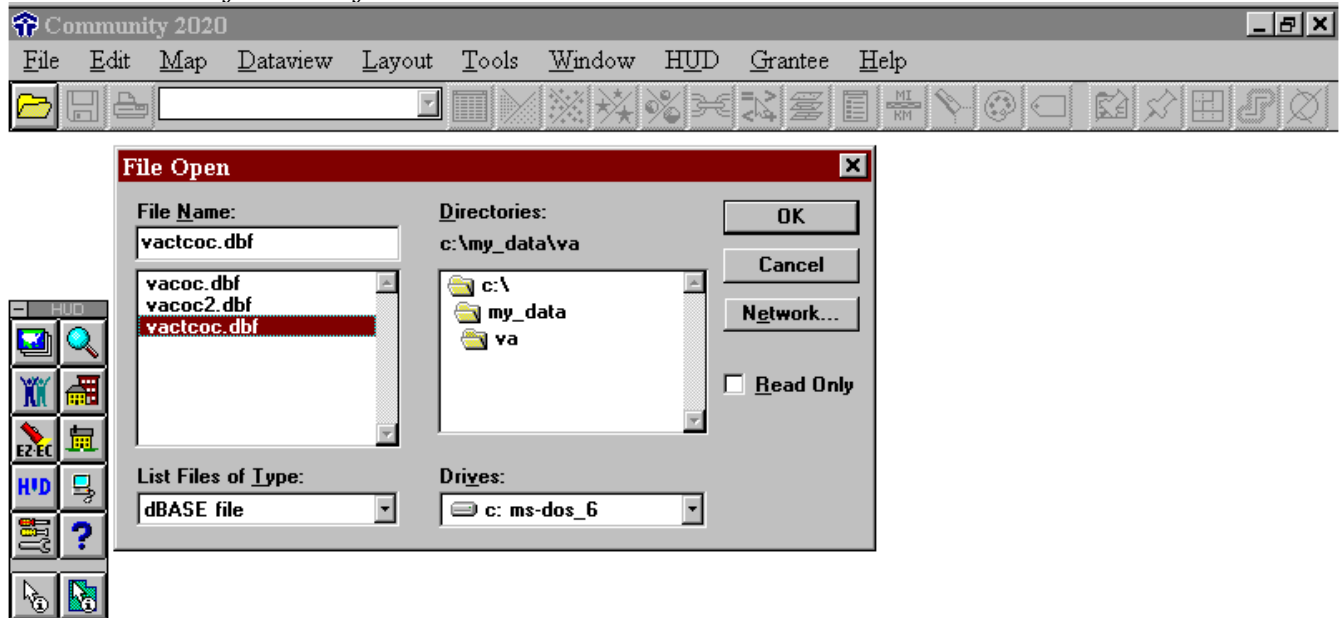 Community 2020
File Edit Map Dataview Layout Tools Window HUD Grantee Help
MI
KM
File Open
File Name:
vactcoc.dbf
vacoc.dbf
vacoc2.dbf
vactcoc.dbf
List Files of Type:
dBASE file
Directories:
c:\my_data\va
c:\
my_data
va
Drives:
c: ms-dos_6
OK
Cancel
Network...
Read Only
HUD
EZ-EC
HUD